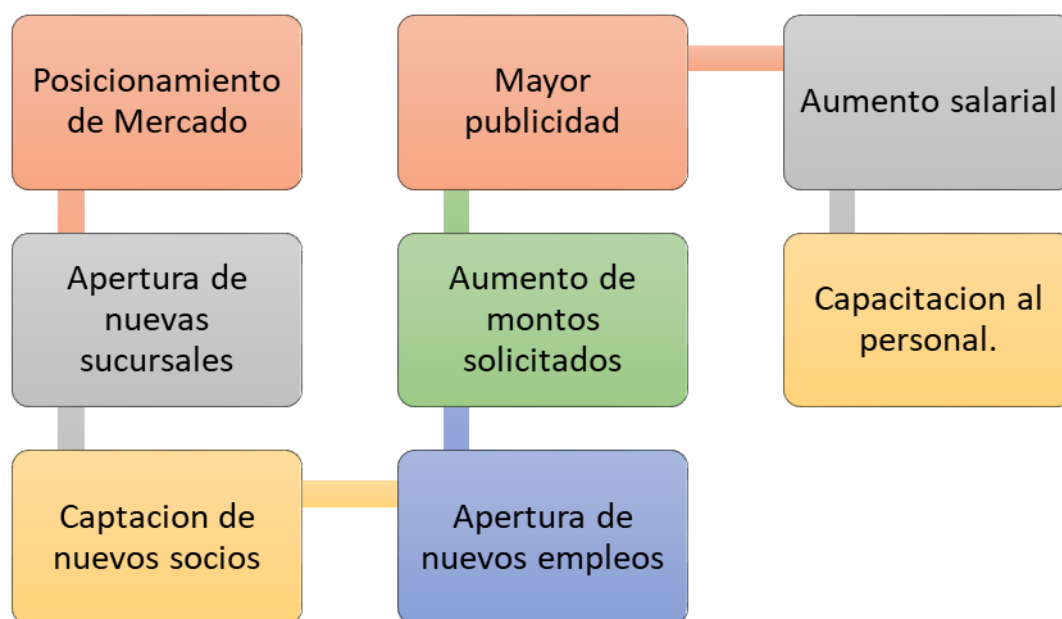 Posicionamiento
de Mercado
Apertura de
nuevas
sucursales
Captacion de
nuevos socios
Apertura de
nuevos empleos
Aumento de
montos
solicitados
Mayor
publicidad
Aumento salarial
Capacitacion al
personal.